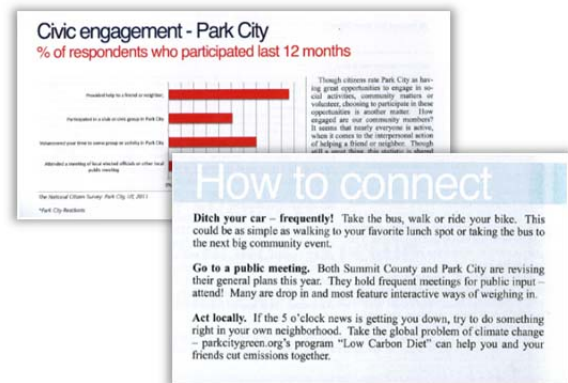 Civic engagement - Park City
% of respondents who participated last 12 months
Provided help to a friend or neighbor,
Participated in a club or civic group in Park City
Volunteered your time to some group or activity in Park City
Attended a meeting of local elected officials or other local
public meeting
The National Citizen Survey: Park City, UT, 2011
*Park City Residents
Though citizens rate Park City as hav-
ing great opportunities to engage in so-
cial activities, community matters or
volunteer, choosing to participate in these
opportunities is another matter. How
engaged are our community members?
It seems that nearly everyone is active,
when it comes to the interpersonal action
of helping a friend or neighbor. Though
How to connect
Ditch your car – frequently! Take the bus, walk or ride your bike. This
could be as simple as walking to your favorite lunch spot or taking the bus to
the next big community event.
Go to a public meeting. Both Summit County and Park City are revising
their general plans this year. They hold frequent meetings for public input –
attend! Many are drop in and most feature interactive ways of weighing in.
Act locally. If the 5 o'clock news is getting you down, try to do something
right in your own neighborhood. Take the global problem of climate change
– parkcitygreen.org's program “Low Carbon Diet” can help you and your
friends cut emissions together.